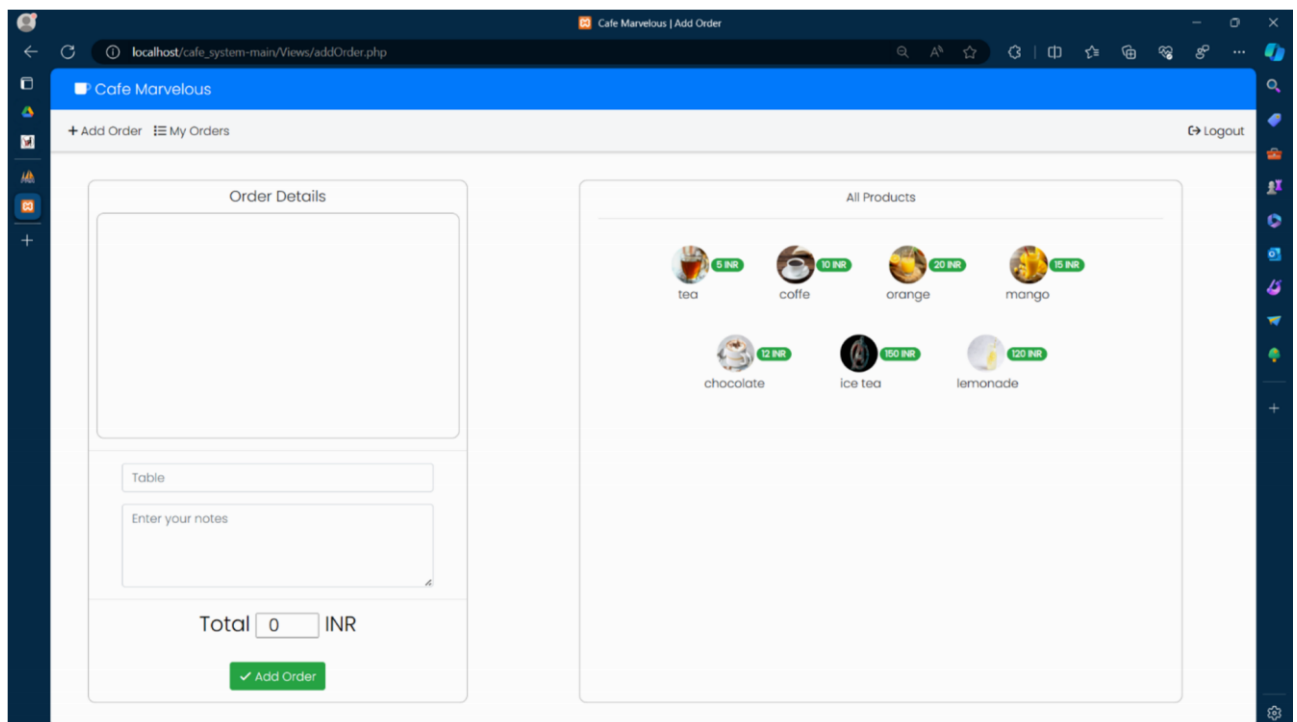 Cafe Marvelous | Add Order
localhost/cafe_system-main/Views/addOrder.php
Cafe Marvelous
Add Order My Orders Logout
Order Details
Table
Enter your notes
Total 0 INR
Add Order
All Products
5 INR 10 INR 20 INR 15 INR
tea coffe orange mango
12 INR 150 INR 120 INR
chocolate ice tea lemonade